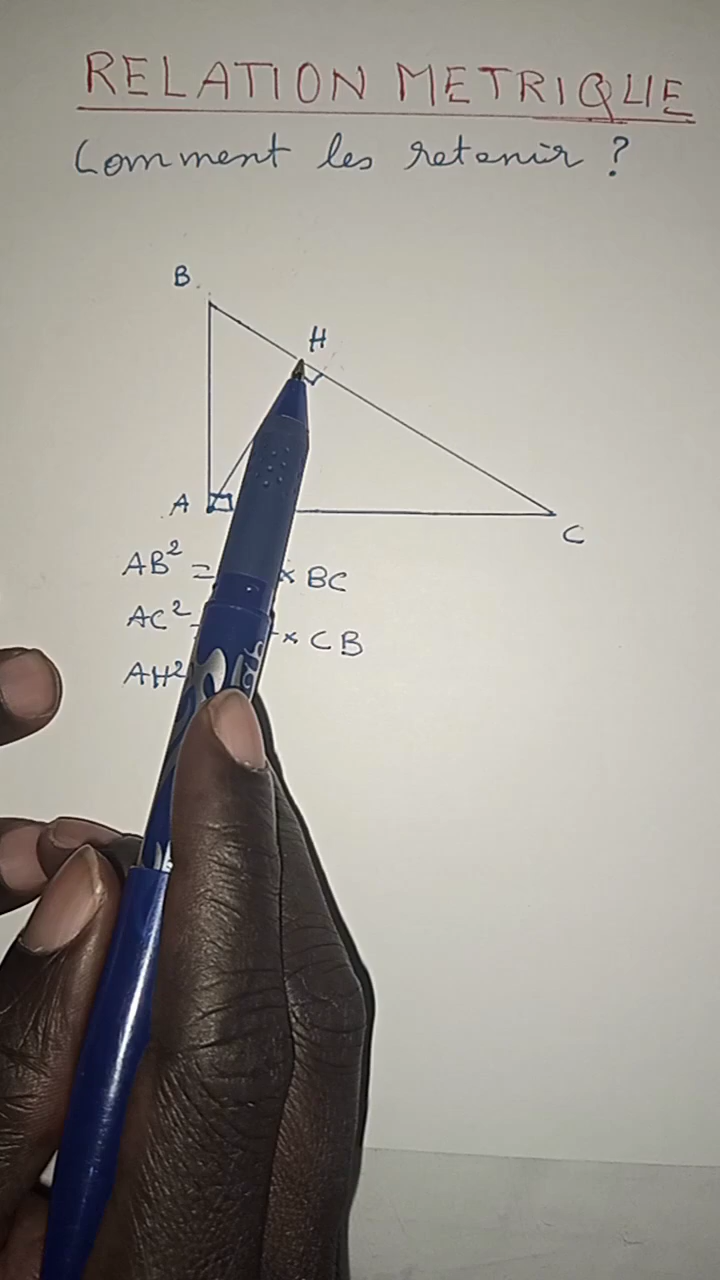 RELATION METRIQUE
Comment les retenir ?
B
H
A
C
AB² = × BC
AC² × CB
AH²